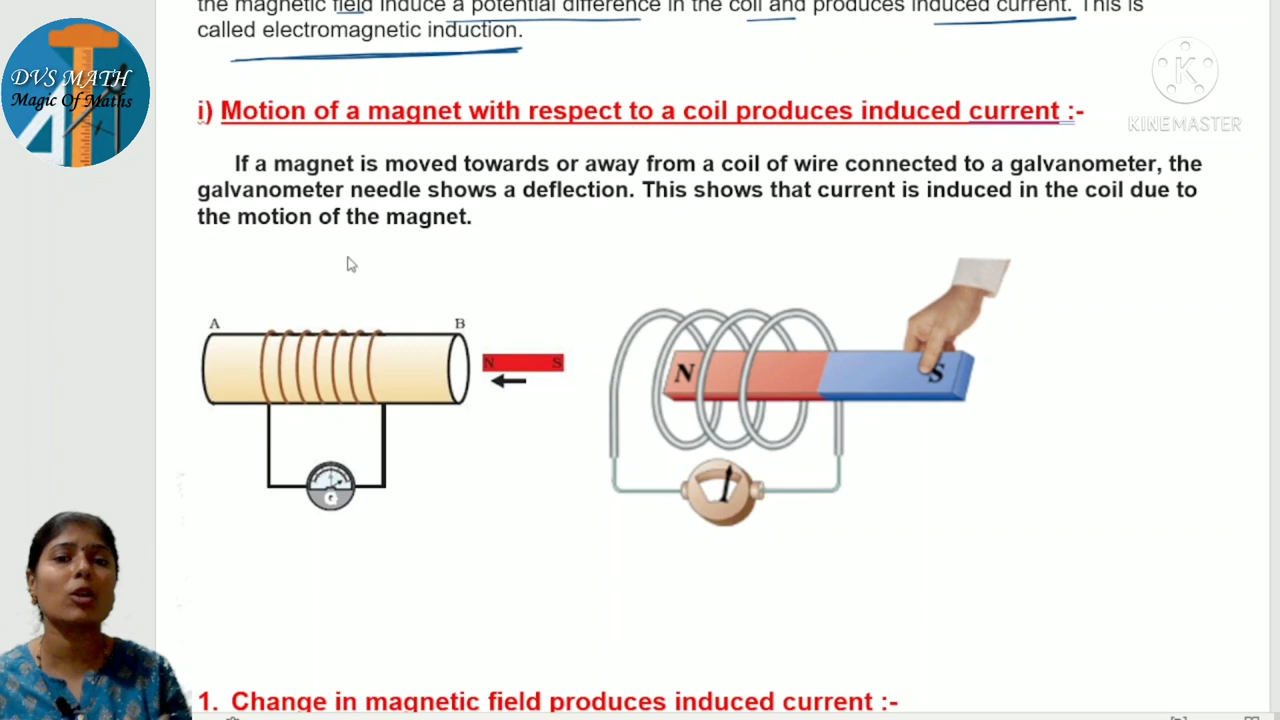 the magnetic field induce a potential difference in the coil and produces induced current. This is
called electromagnetic induction.
DVS MATH
Magic Of Maths
K
KINEMASTER
i) Motion of a magnet with respect to a coil produces induced current :-
If a magnet is moved towards or away from a coil of wire connected to a galvanometer, the
galvanometer needle shows a deflection. This shows that current is induced in the coil due to
the motion of the magnet.
A
B
N S
N S
G
1. Change in magnetic field produces induced current :-